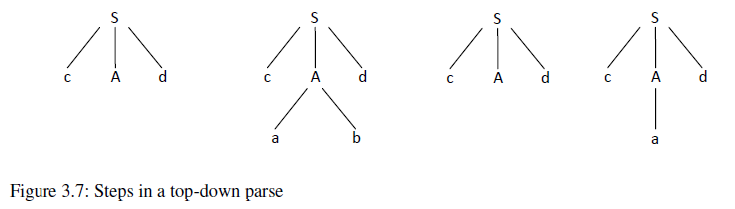 S S S S
c A d c A d c A d c A d
a b a
Figure 3.7: Steps in a top-down parse